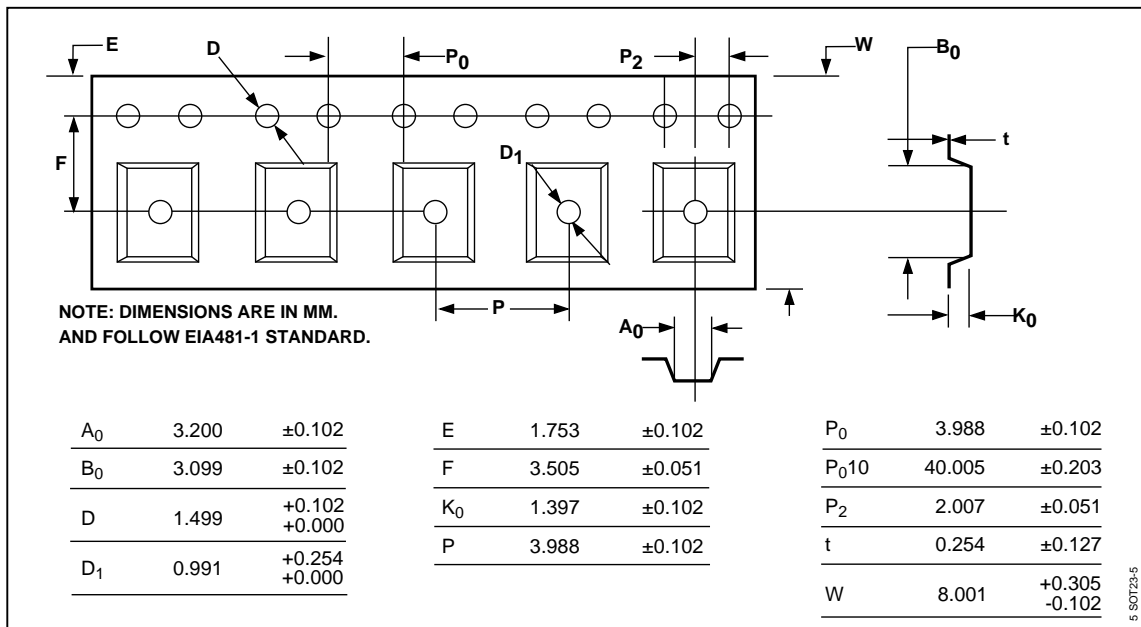 E
D
P0
P2
W
B0
F
D1
t
NOTE: DIMENSIONS ARE IN MM.
AND FOLLOW EIA481-1 STANDARD.
P
A0
K0
A0 3.200 ±0.102
B0 3.099 ±0.102
D 1.499 +0.102
+0.000
D1 0.991 +0.254
+0.000
E 1.753 ±0.102
F 3.505 ±0.051
K0 1.397 ±0.102
P 3.988 ±0.102
P0 3.988 ±0.102
P010 40.005 ±0.203
P2 2.007 ±0.051
t 0.254 ±0.127
W 8.001 +0.305
-0.102
5 SOT23-5